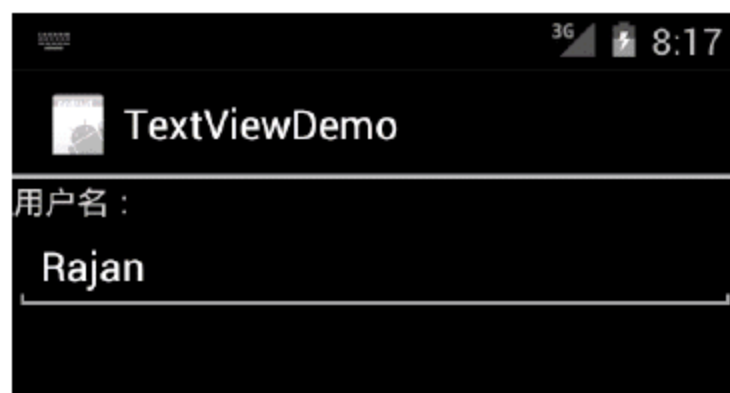 3G 8:17
TextViewDemo
用户名：
Rajan